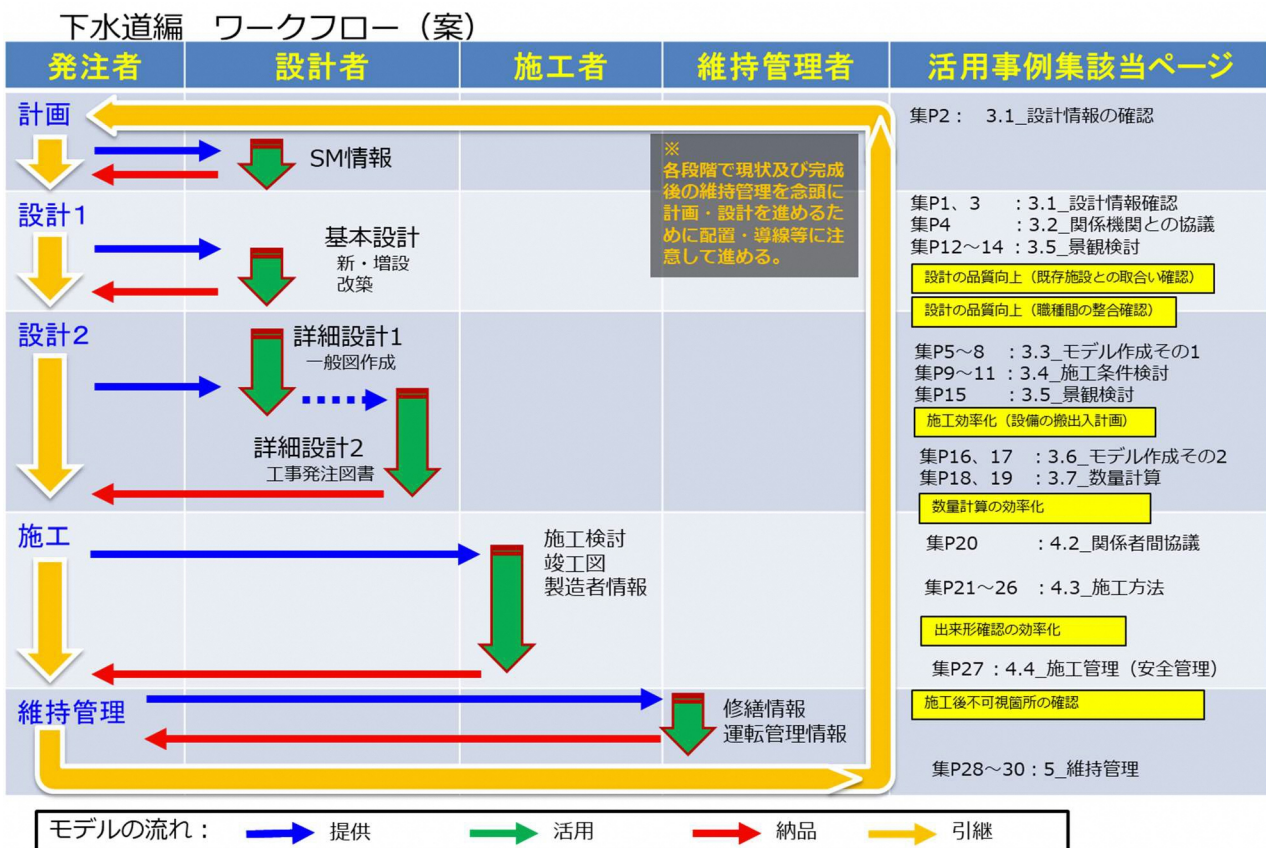 下水道編　ワークフロー（案）
発注者
設計者
施工者
維持管理者
活用事例集該当ページ
計画
SM情報
※
各段階で現状及び完成
後の維持管理を念頭に
計画・設計を進めるた
めに配置・導線等に注
意して進める。
集P2：　3.1_設計情報の確認
設計1
基本設計
新・増設
改築
集P1、3　：3.1_設計情報確認
集P4　：3.2_関係機関との協議
集P12～14：3.5_景観検討
設計の品質向上（既存施設との取合い確認）
設計の品質向上（職種間の整合確認）
設計2
詳細設計1
一般図作成
詳細設計2
工事発注図書
集P5～8　：3.3_モデル作成その1
集P9～11：3.4_施工条件検討
集P15　：3.5_景観検討
施工効率化（設備の搬出入計画）
集P16、17　：3.6_モデル作成その2
集P18、19　：3.7_数量計算
数量計算の効率化
施工
施工検討
竣工図
製造者情報
集P20　：4.2_関係者間協議
集P21～26　：4.3_施工方法
出来形確認の効率化
集P27：4.4_施工管理（安全管理）
維持管理
修繕情報
運転管理情報
施工後不可視箇所の確認
集P28～30：5_維持管理
モデルの流れ：
提供
活用
納品
引継